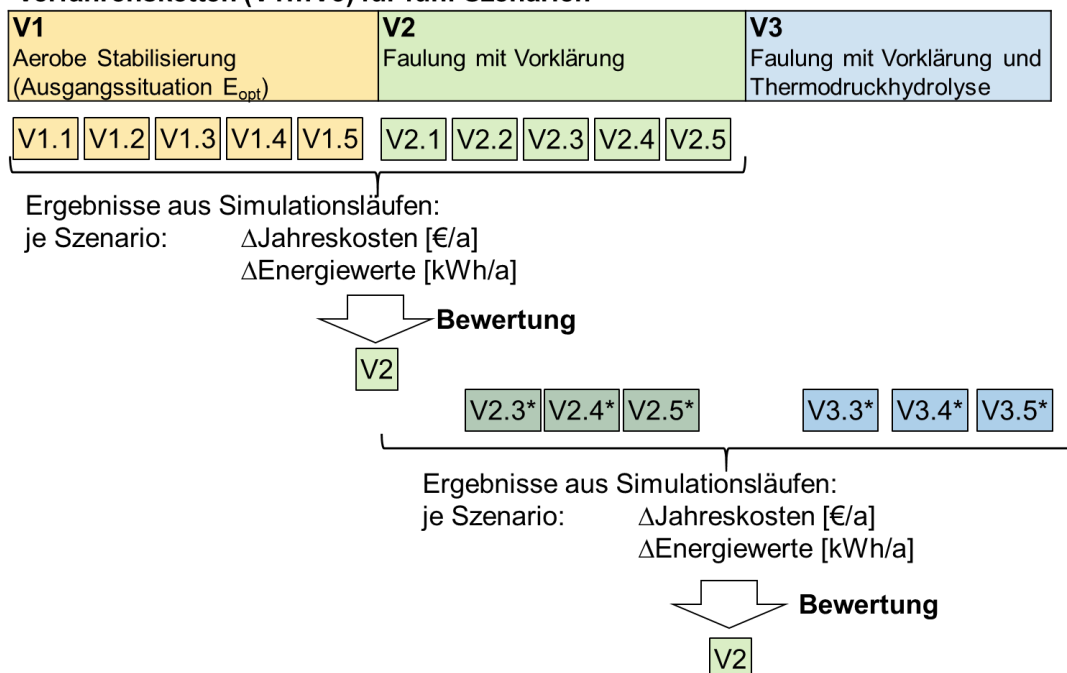 V1
Aerobe Stabilisierung
(Ausgangssituation Eopt)
V2
Faulung mit Vorklärung
V3
Faulung mit Vorklärung und
Thermodruckhydrolyse
V1.1 V1.2 V1.3 V1.4 V1.5 V2.1 V2.2 V2.3 V2.4 V2.5
Ergebnisse aus Simulationsläufen:
je Szenario: ΔJahreskosten [€/a]
ΔEnergiewerte [kWh/a]
Bewertung
V2
V2.3* V2.4* V2.5* V3.3* V3.4* V3.5*
Ergebnisse aus Simulationsläufen:
je Szenario: ΔJahreskosten [€/a]
ΔEnergiewerte [kWh/a]
Bewertung
V2